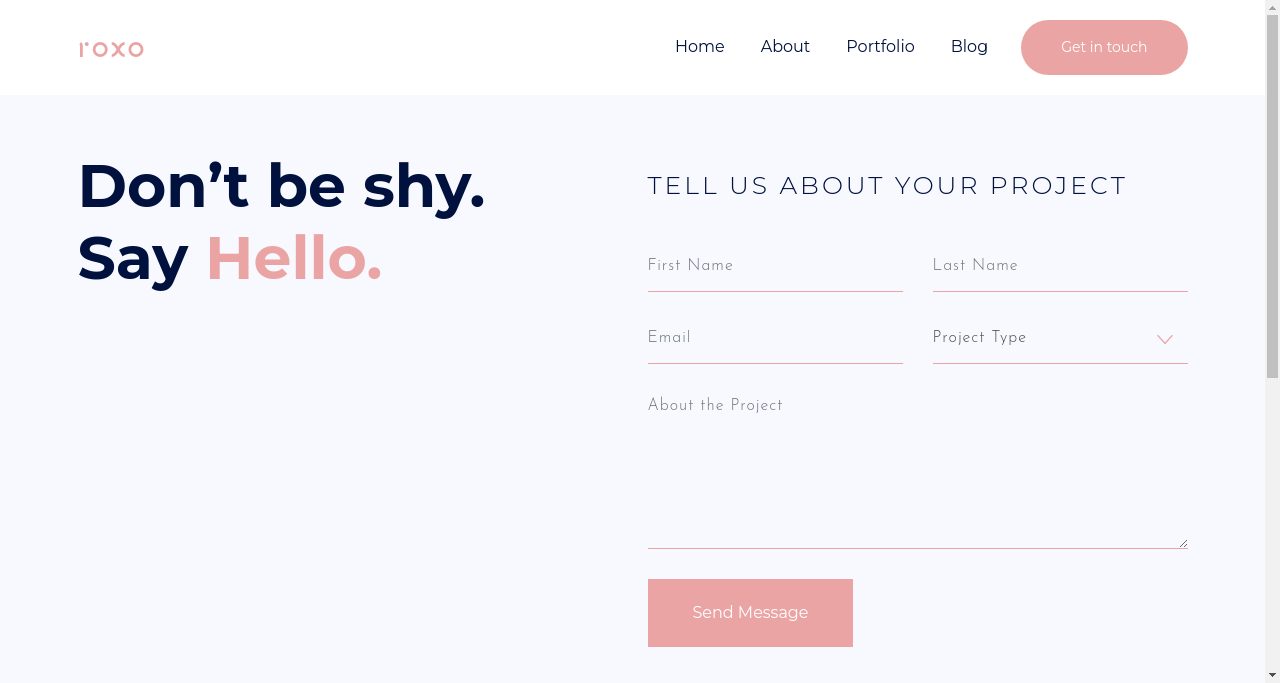 roxo
Home About Portfolio Blog Get in touch
Don’t be shy.
Say Hello.
TELL US ABOUT YOUR PROJECT
First Name Last Name
Email Project Type
About the Project
Send Message